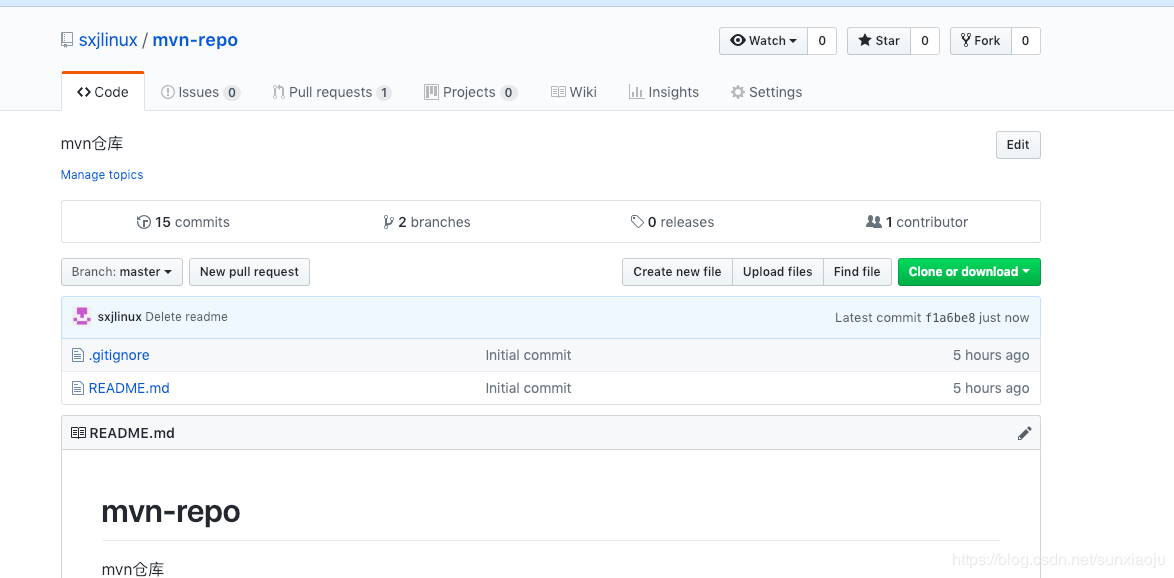 sxjlinux / mvn-repo
Watch 0 Star 0 Fork 0
Code Issues 0 Pull requests 1 Projects 0 Wiki Insights Settings
mvn仓库 Edit
Manage topics
15 commits 2 branches 0 releases 1 contributor
Branch: master New pull request Create new file Upload files Find file Clone or download
sxjlinux Delete readme Latest commit f1a6be8 just now
.gitignore Initial commit 5 hours ago
README.md Initial commit 5 hours ago
README.md
mvn-repo
mvn仓库
https://blog.csdn.net/sunxiaoju